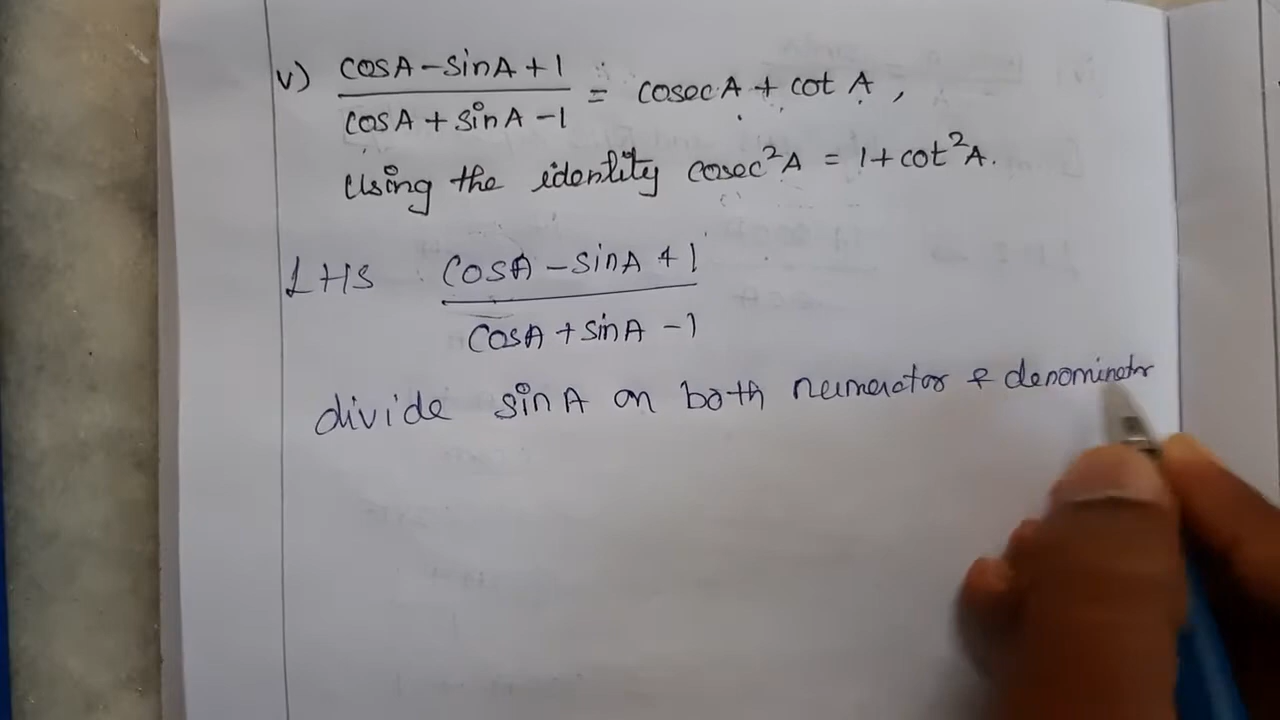 v) cosA - sinA + 1 / cosA + sinA - 1 = cosecA + cot A,
Using the identity cosec²A = 1 + cot²A.
LHS cosA - sinA + 1 / cosA + sinA - 1
divide sinA on both numerator & denominator